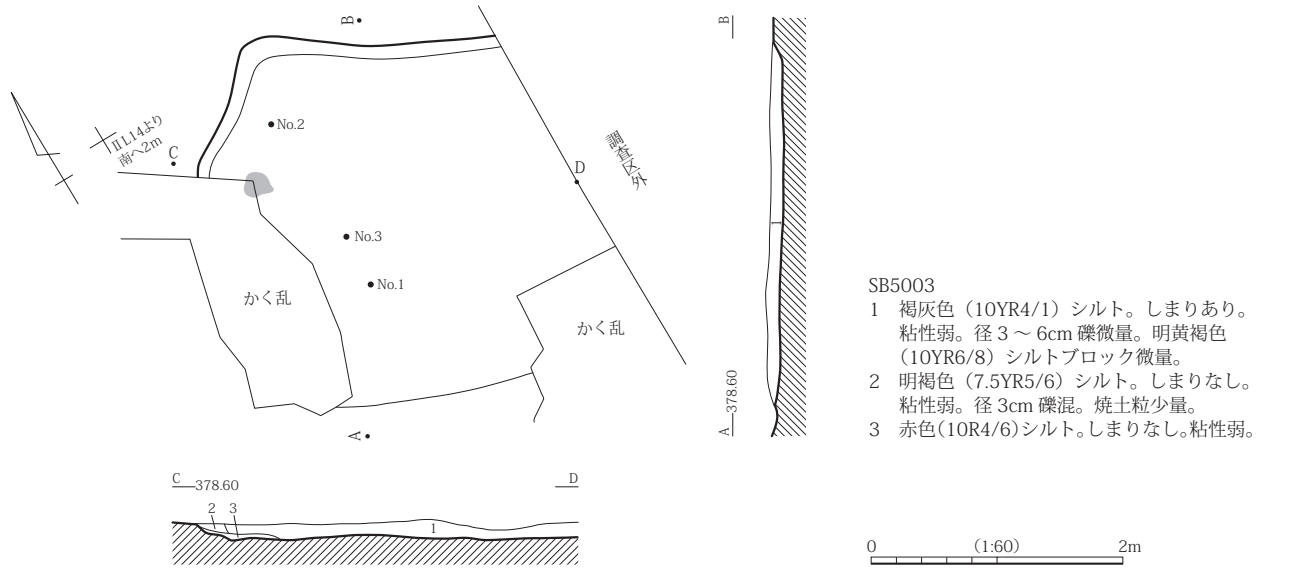 B
ⅡL14より
南へ2m
C
No.2
調査区外
D
No.3
No.1
かく乱
かく乱
A
B
1
A 378.60
C 378.60
D
2 3
1
SB5003
1 褐灰色（10YR4/1）シルト。しまりあり。
粘性弱。径 3 ～ 6cm 礫微量。明黄褐色
（10YR6/8）シルトブロック微量。
2 明褐色（7.5YR5/6）シルト。しまりなし。
粘性弱。径 3cm 礫混。焼土粒少量。
3 赤色（10R4/6）シルト。しまりなし。粘性弱。
0 (1:60) 2m